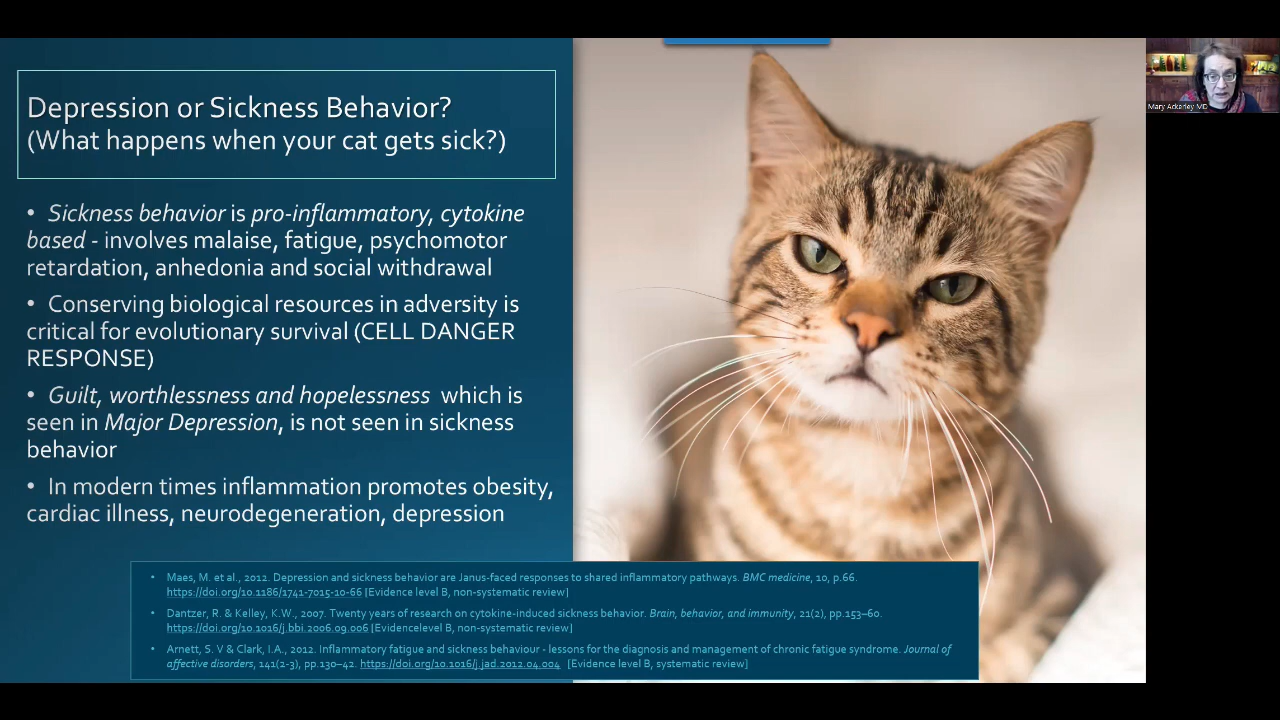 Depression or Sickness Behavior?
(What happens when your cat gets sick?)
• Sickness behavior is pro-inflammatory, cytokine
based - involves malaise, fatigue, psychomotor
retardation, anhedonia and social withdrawal
• Conserving biological resources in adversity is
critical for evolutionary survival (CELL DANGER
RESPONSE)
• Guilt, worthlessness and hopelessness which is
seen in Major Depression, is not seen in sickness
behavior
• In modern times inflammation promotes obesity,
cardiac illness, neurodegeneration, depression
• Maes, M. et al., 2012. Depression and sickness behavior are Janus-faced responses to shared inflammatory pathways. BMC medicine, 10, p.66.
https://doi.org/10.1186/1741-7015-10-66 [Evidence level B, non-systematic review]
• Dantzer, R. & Kelley, K.W., 2007. Twenty years of research on cytokine-induced sickness behavior. Brain, behavior, and immunity, 21(2), pp.153–60.
https://doi.org/10.1016/j.bbi.2006.09.006 [Evidencelevel B, non-systematic review]
• Arnett, S. V & Clark, I.A., 2012. Inflammatory fatigue and sickness behaviour - lessons for the diagnosis and management of chronic fatigue syndrome. Journal of
affective disorders, 141(2-3), pp.130–42. https://doi.org/10.1016/j.jad.2012.04.004 [Evidence level B, systematic review]
Mary Ackerley MD